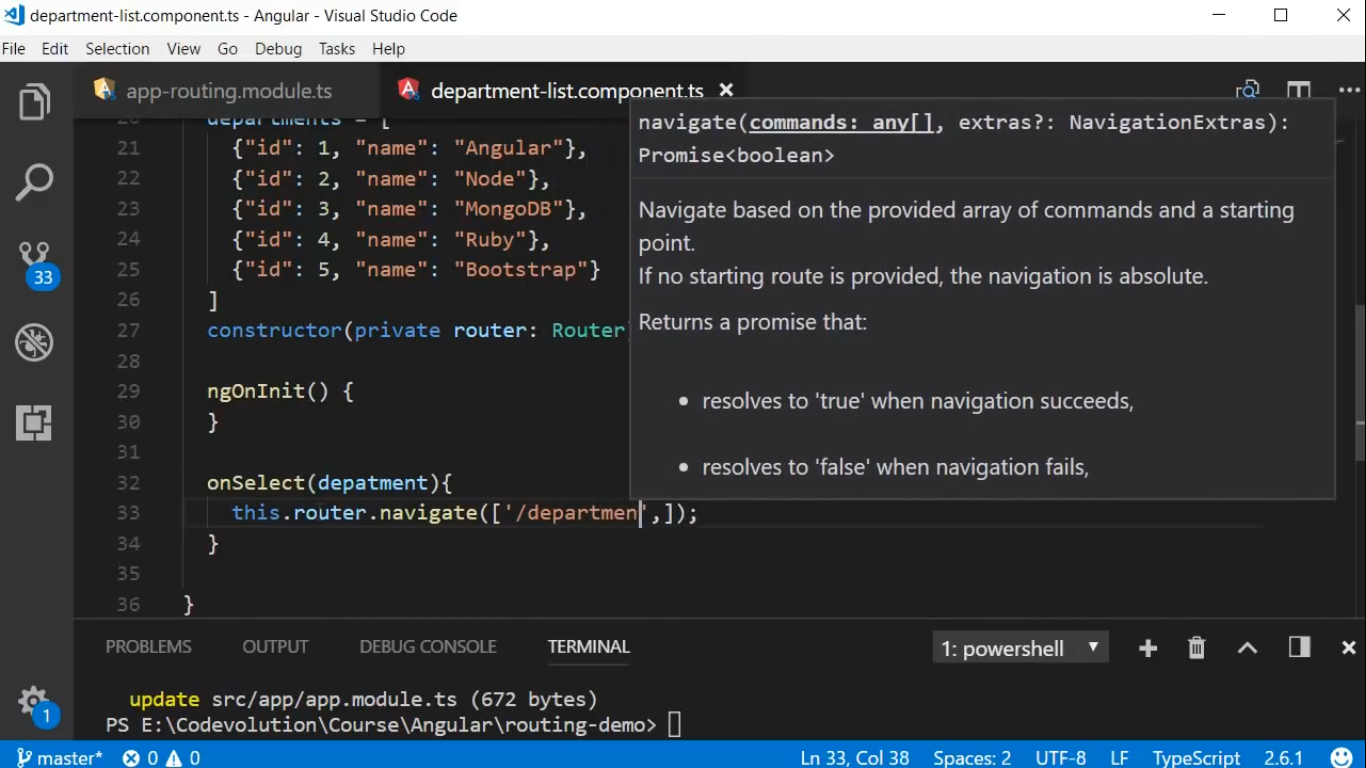 department-list.component.ts - Angular - Visual Studio Code
File Edit Selection View Go Debug Tasks Help
app-routing.module.ts department-list.component.ts
20 departments = [
21 {"id": 1, "name": "Angular"},
22 {"id": 2, "name": "Node"},
23 {"id": 3, "name": "MongoDB"},
24 {"id": 4, "name": "Ruby"},
25 {"id": 5, "name": "Bootstrap"}
26 ]
27 constructor(private router: Router)
28
29 ngOnInit() {
30 }
31
32 onSelect(depatment){
33 this.router.navigate(['/departmen',]);
34 }
35
36 }
navigate(commands: any[], extras?: NavigationExtras):
Promise<boolean>
Navigate based on the provided array of commands and a starting
point.
If no starting route is provided, the navigation is absolute.
Returns a promise that:
• resolves to 'true' when navigation succeeds,
• resolves to 'false' when navigation fails,
33
1
PROBLEMS OUTPUT DEBUG CONSOLE TERMINAL 1: powershell
update src/app/app.module.ts (672 bytes)
PS E:\Codevolution\Course\Angular\routing-demo>
master* 0 0 Ln 33, Col 38 Spaces: 2 UTF-8 LF TypeScript 2.6.1